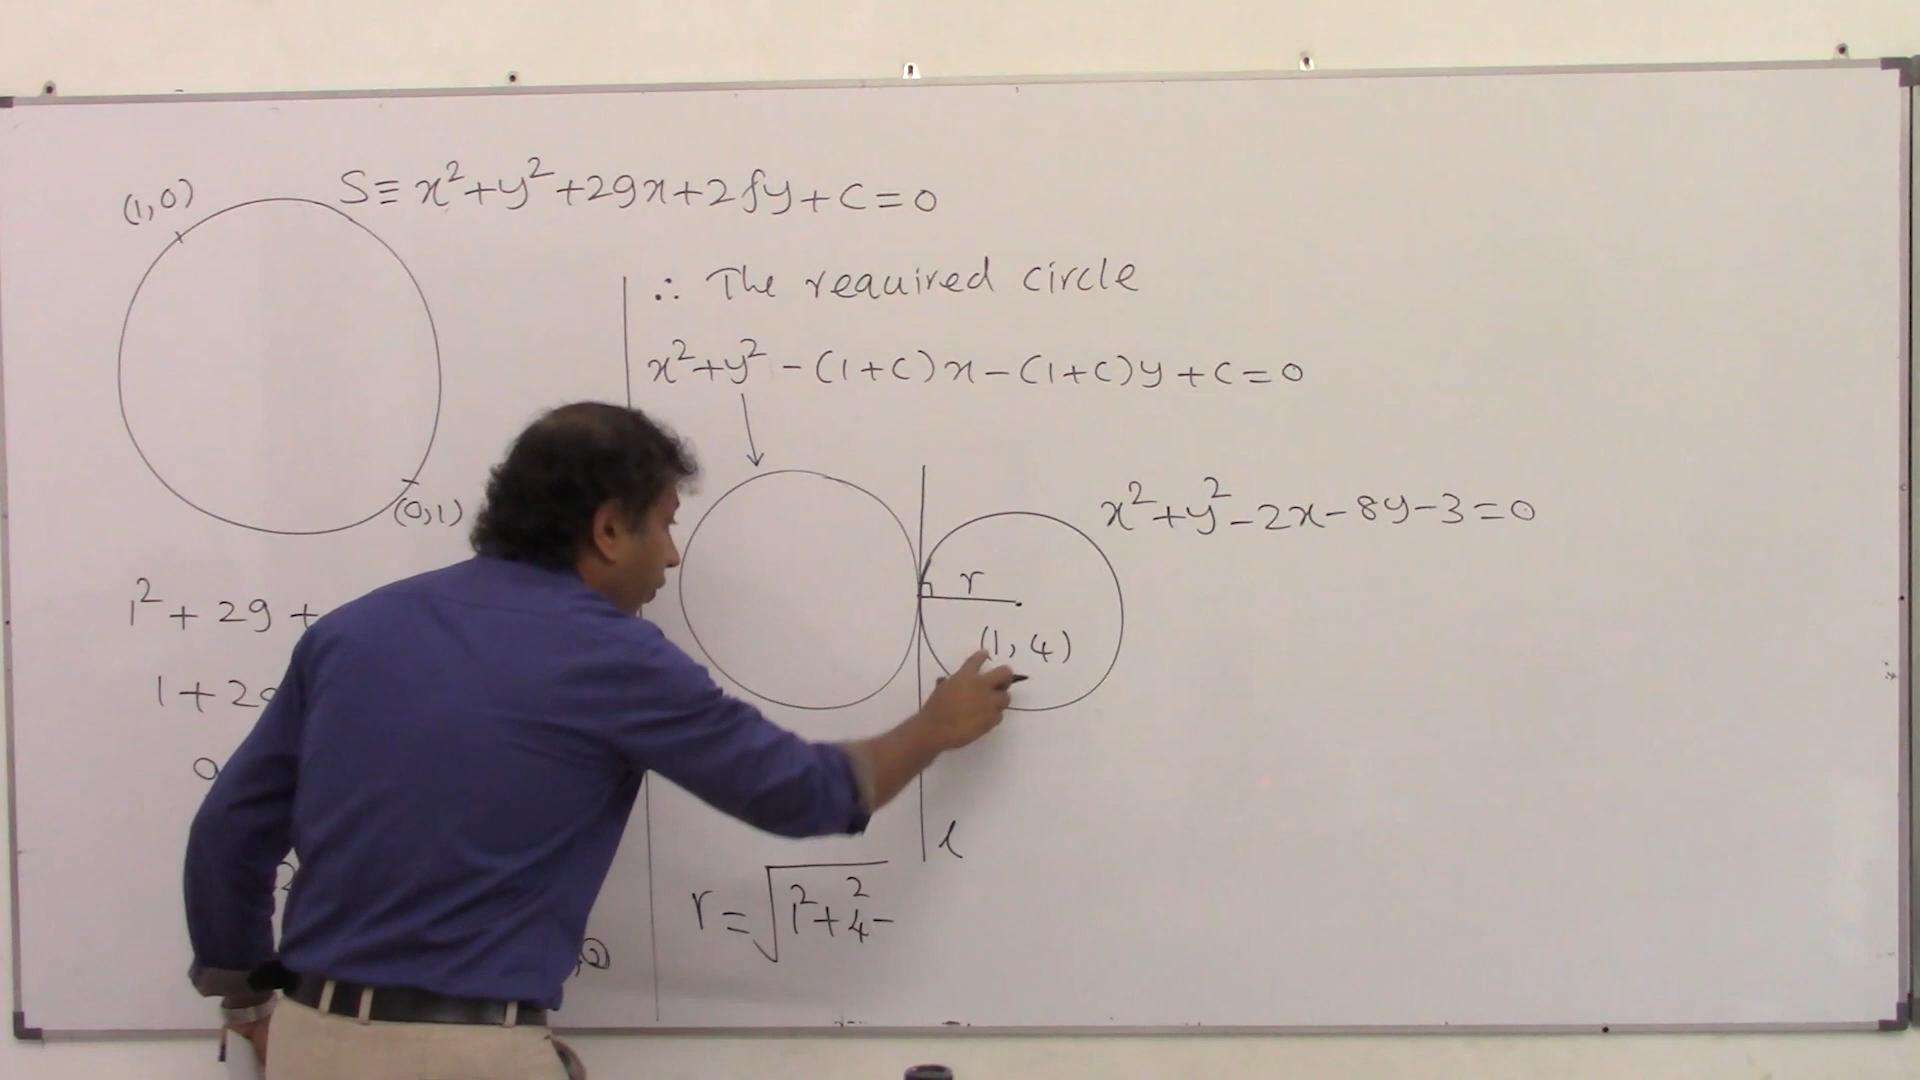 (1,0)
S≡ x²+y²+2gx+2fy+c=0
(0,1)
1²+2g+
1+2g
∴ The required circle
x²+y²-(1+c)x-(1+c)y+c=0
x²+y²-2x-8y-3=0
r
(1,4)
l
r=√1²+4²-